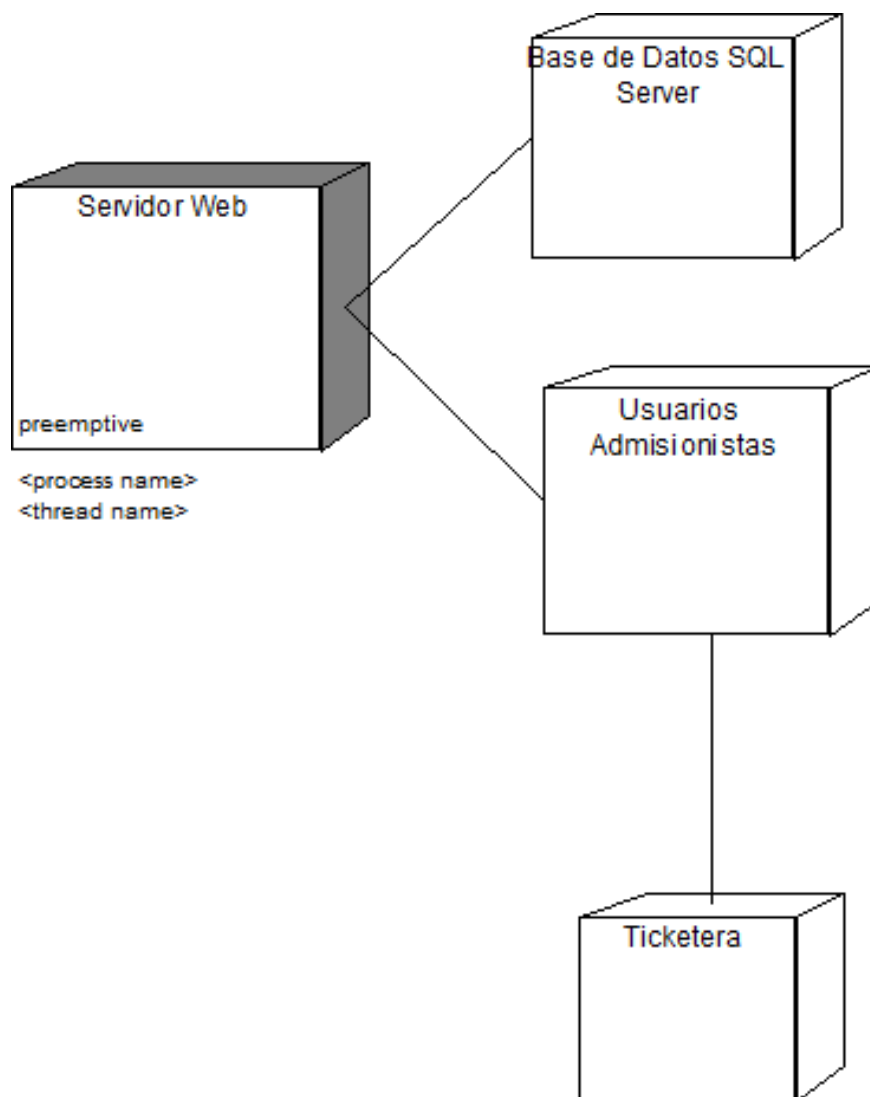 Base de Datos SQL
Server
Servidor Web
preemptive
<process name>
<thread name>
Usuarios
Admisionistas
Ticketera